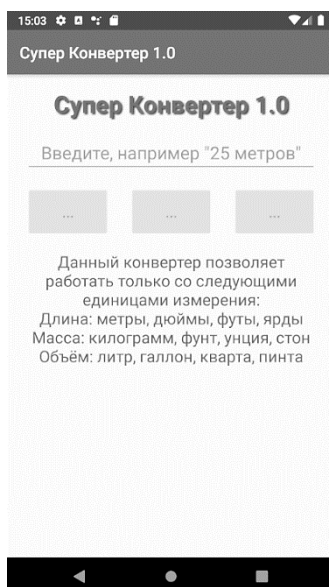 15:03
Супер Конвертер 1.0
Супер Конвертер 1.0
Введите, например "25 метров"
... ... ...
Данный конвертер позволяет
работать только со следующими
единицами измерения:
Длина: метры, дюймы, футы, ярды
Масса: килограмм, фунт, унция, стон
Объём: литр, галлон, кварта, пинта